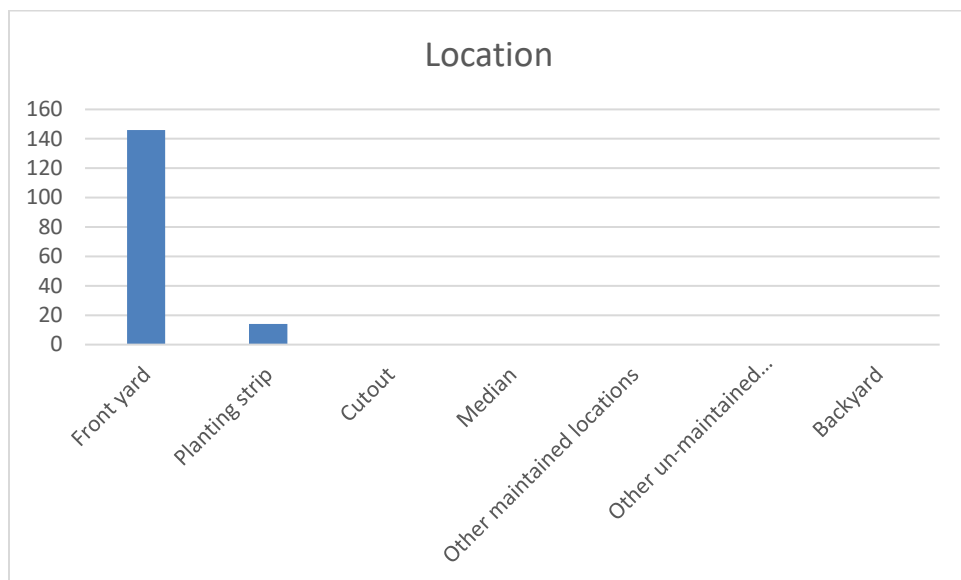 Location
160
140
120
100
80
60
40
20
0
Front yard
Planting strip
Cutout
Median
Other maintained locations
Other un-maintained…
Backyard